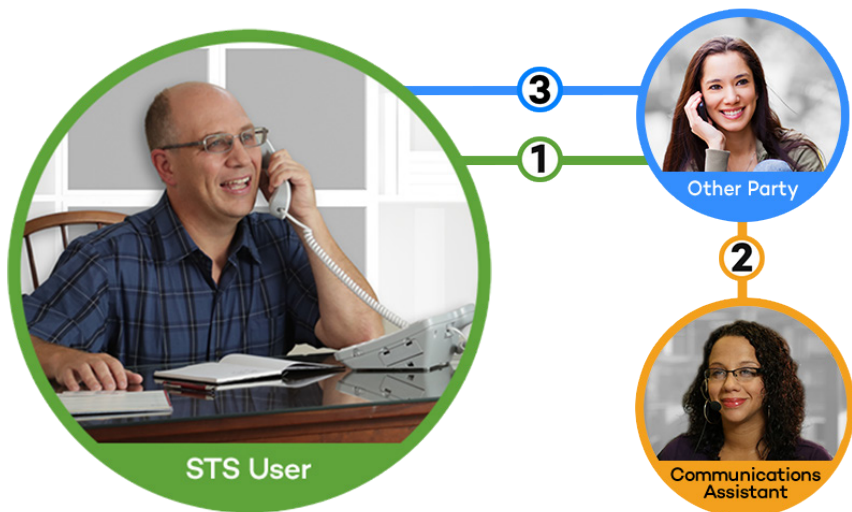 3
1
Other Party
2
STS User
Communications
Assistant